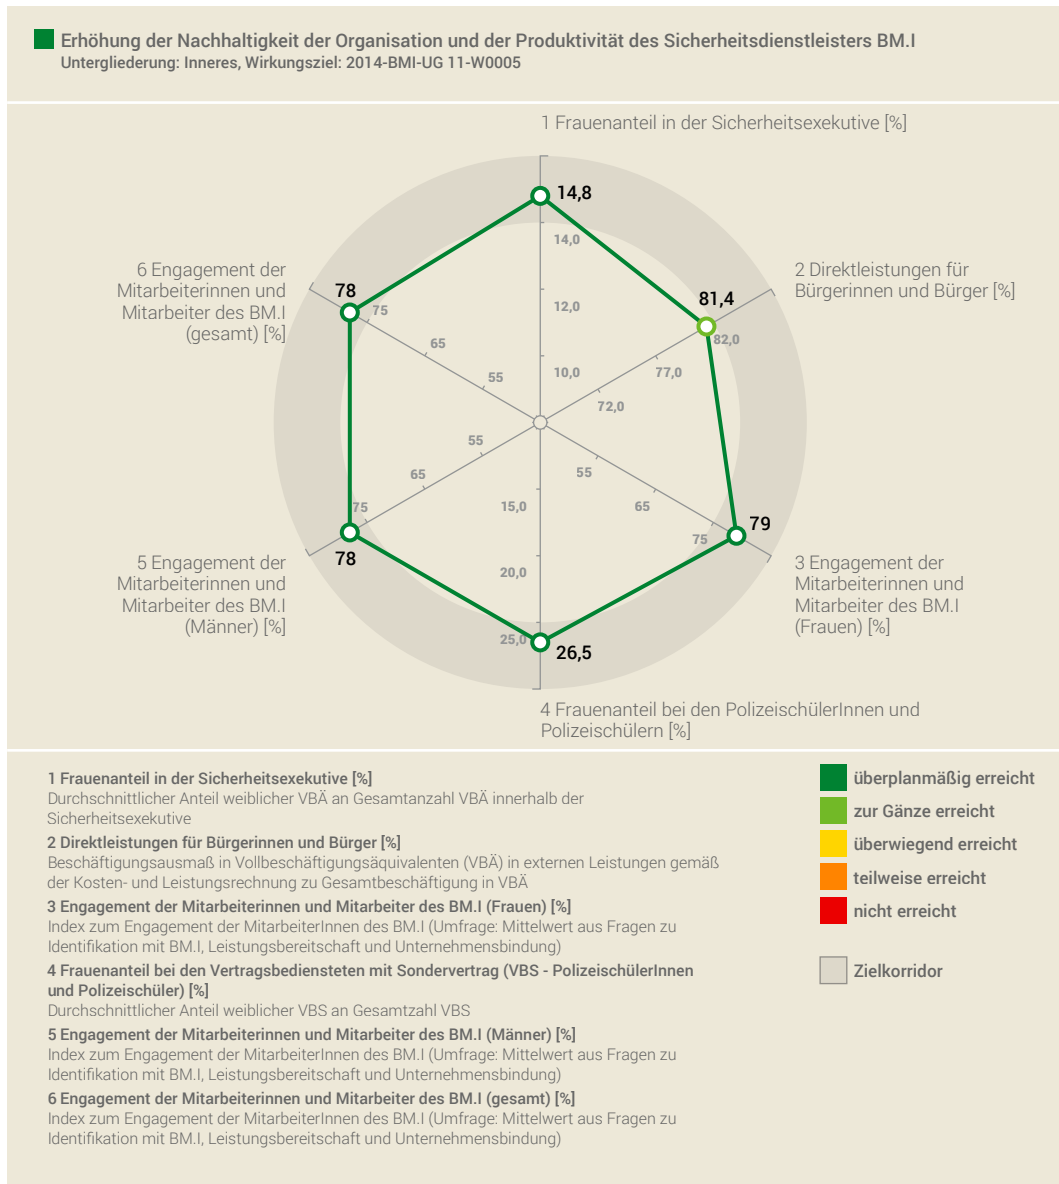 Erhöhung der Nachhaltigkeit der Organisation und der Produktivität des Sicherheitsdienstleisters BM.I
Untergliederung: Inneres, Wirkungsziel: 2014-BMI-UG 11-W0005
1 Frauenanteil in der Sicherheitsexekutive [%]
14,8
14,0
12,0
10,0
2 Direktleistungen für
Bürgerinnen und Bürger [%]
81,4
82,0
77,0
72,0
6 Engagement der
Mitarbeiterinnen und
Mitarbeiter des BM.I
(gesamt) [%]
78
75
65
55
55
65
75
78
5 Engagement der
Mitarbeiterinnen und
Mitarbeiter des BM.I
(Männer) [%]
55
65
75
79
3 Engagement der
Mitarbeiterinnen und
Mitarbeiter des BM.I
(Frauen) [%]
15,0
20,0
25,0
26,5
4 Frauenanteil bei den PolizeischülerInnen und
Polizeischülern [%]
1 Frauenanteil in der Sicherheitsexekutive [%]
Durchschnittlicher Anteil weiblicher VBÄ an Gesamtanzahl VBÄ innerhalb der
Sicherheitsexekutive
2 Direktleistungen für Bürgerinnen und Bürger [%]
Beschäftigungsausmaß in Vollbeschäftigungsäquivalenten (VBÄ) in externen Leistungen gemäß
der Kosten- und Leistungsrechnung zu Gesamtbeschäftigung in VBÄ
3 Engagement der Mitarbeiterinnen und Mitarbeiter des BM.I (Frauen) [%]
Index zum Engagement der MitarbeiterInnen des BM.I (Umfrage: Mittelwert aus Fragen zu
Identifikation mit BM.I, Leistungsbereitschaft und Unternehmensbindung)
4 Frauenanteil bei den Vertragsbediensteten mit Sondervertrag (VBS - PolizeischülerInnen
und Polizeischüler) [%]
Durchschnittlicher Anteil weiblicher VBS an Gesamtzahl VBS
5 Engagement der Mitarbeiterinnen und Mitarbeiter des BM.I (Männer) [%]
Index zum Engagement der MitarbeiterInnen des BM.I (Umfrage: Mittelwert aus Fragen zu
Identifikation mit BM.I, Leistungsbereitschaft und Unternehmensbindung)
6 Engagement der Mitarbeiterinnen und Mitarbeiter des BM.I (gesamt) [%]
Index zum Engagement der MitarbeiterInnen des BM.I (Umfrage: Mittelwert aus Fragen zu
Identifikation mit BM.I, Leistungsbereitschaft und Unternehmensbindung)
überplanmäßig erreicht
zur Gänze erreicht
überwiegend erreicht
teilweise erreicht
nicht erreicht
Zielkorridor